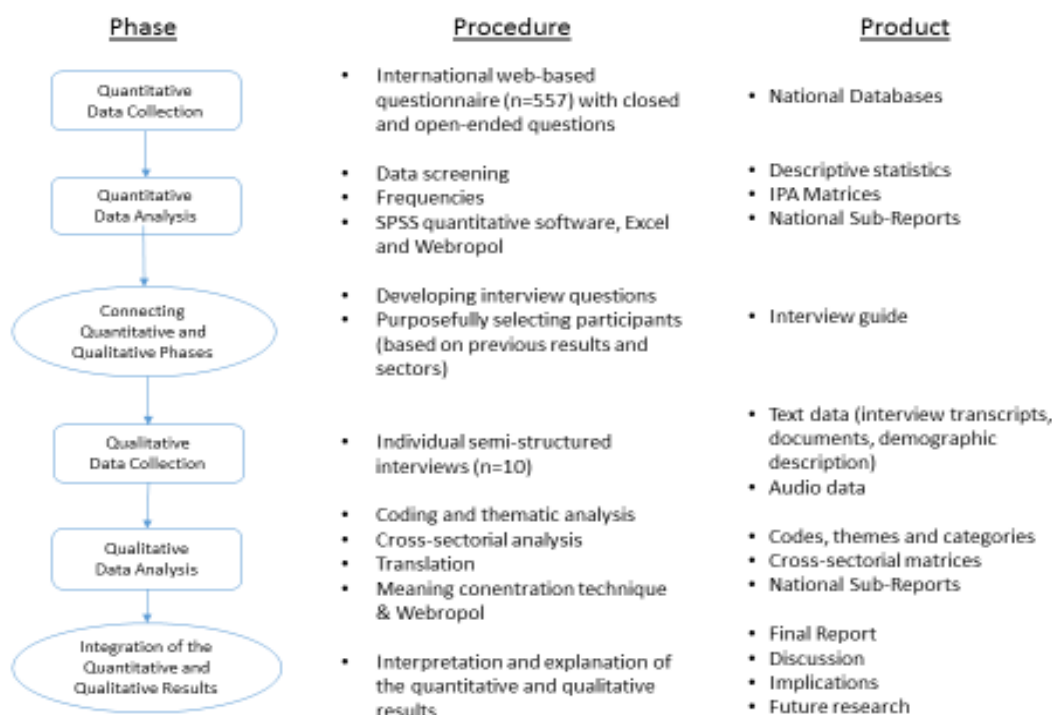 Phase
Procedure
Product
Quantitative
Data Collection
• International web-based
questionnaire (n=557) with closed
and open-ended questions
• National Databases
Quantitative
Data Analysis
• Data screening
• Frequencies
• SPSS quantitative software, Excel
and Webropol
• Descriptive statistics
• IPA Matrices
• National Sub-Reports
Connecting
Quantitative and
Qualitative Phases
• Developing interview questions
• Purposefully selecting participants
(based on previous results and
sectors)
• Interview guide
Qualitative
Data Collection
• Individual semi-structured
interviews (n=10)
• Text data (interview transcripts,
documents, demographic
description)
• Audio data
Qualitative
Data Analysis
• Coding and thematic analysis
• Cross-sectorial analysis
• Translation
• Meaning conentration technique
& Webropol
• Codes, themes and categories
• Cross-sectorial matrices
• National Sub-Reports
Integration of the
Quantitative and
Qualitative Results
• Interpretation and explanation of
the quantitative and qualitative
results
• Final Report
• Discussion
• Implications
• Future research